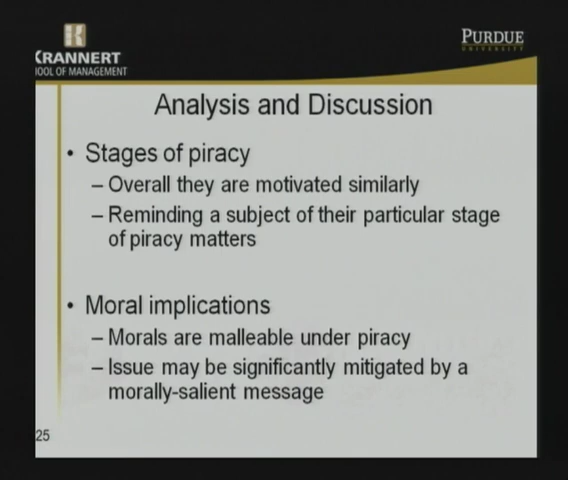 KRANNERT
OOL OF MANAGEMENT
PURDUE
UNIVERSITY
Analysis and Discussion
• Stages of piracy
– Overall they are motivated similarly
– Reminding a subject of their particular stage
of piracy matters
• Moral implications
– Morals are malleable under piracy
– Issue may be significantly mitigated by a
morally-salient message
25